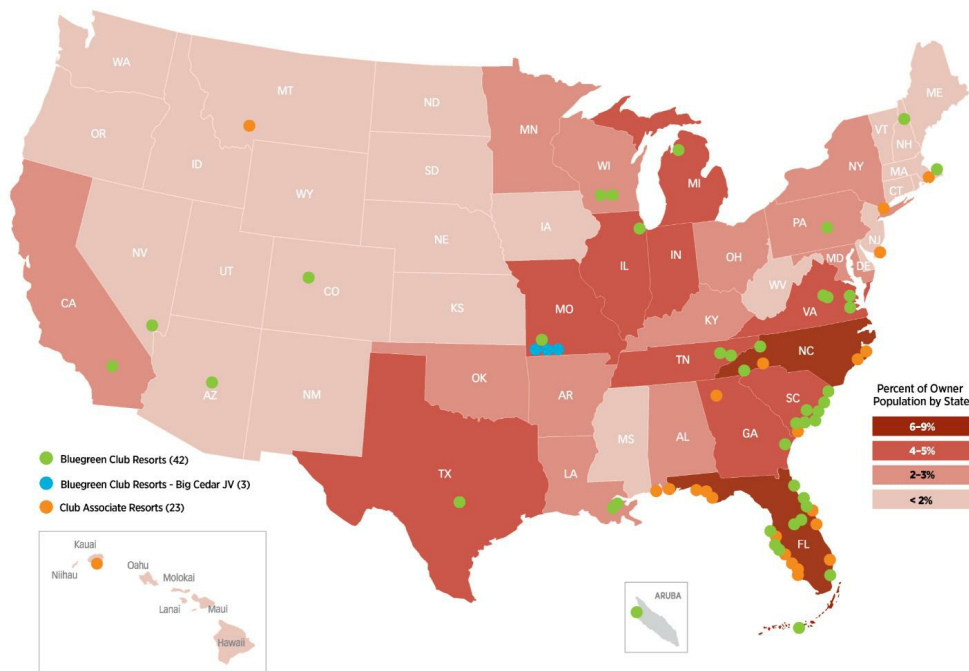 WA
MT
ND
MN
ME
OR
ID
SD
WI
MI
VT
NH
NY
MA
CT
WY
NE
IA
PA
NJ
NV
UT
CO
KS
IL
IN
OH
MD
DE
WV
CA
MO
KY
VA
AZ
NM
OK
AR
TN
NC
SC
MS
AL
GA
TX
LA
FL
Percent of Owner
Population by State
6–9%
4–5%
2–3%
< 2%
Bluegreen Club Resorts (42)
Bluegreen Club Resorts - Big Cedar JV (3)
Club Associate Resorts (23)
Kauai
Niihau
Oahu
Molokai
Lanai
Maui
Hawaii
ARUBA